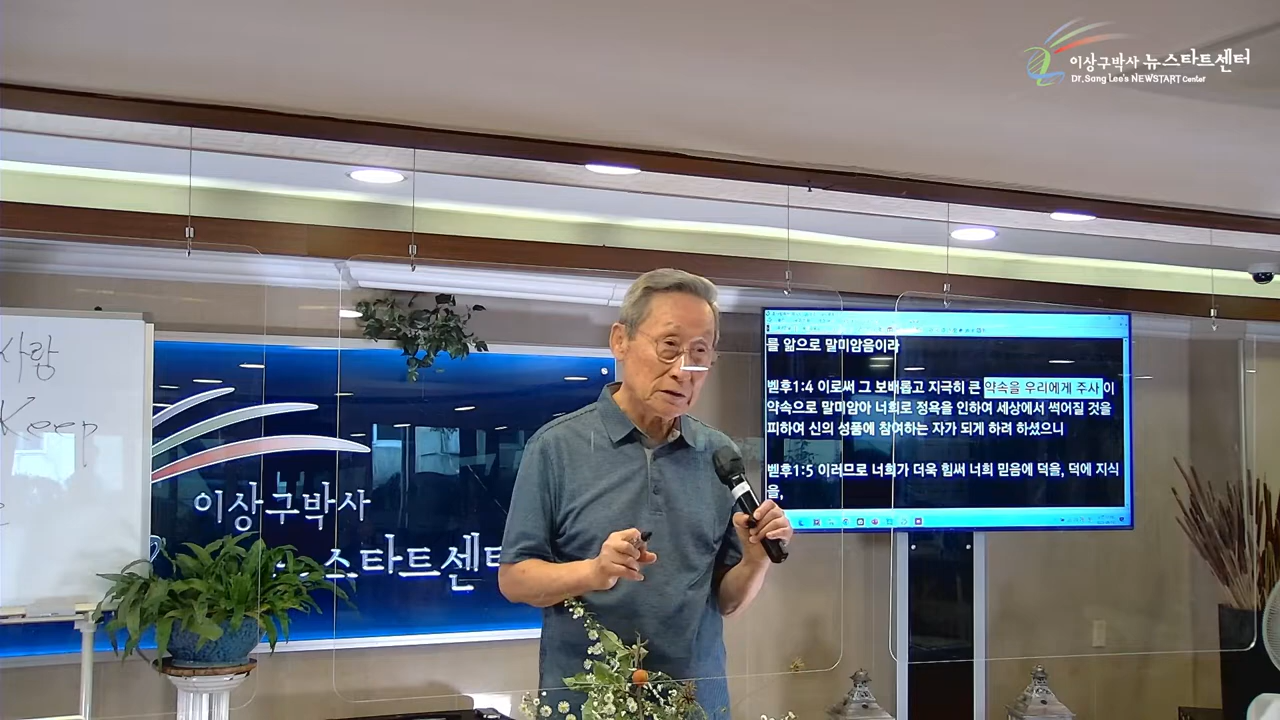 이상구박사 뉴스타트센터
Dr. Sang Lee's NEWSTART Center
사랑
Keep
이상구박사
스타트센터
를 앎으로 말미암음이라
벧후1:4 이로써 그 보배롭고 지극히 큰 약속을 우리에게 주사 이
약속으로 말미암아 너희로 정욕을 인하여 세상에서 썩어질 것을
피하여 신의 성품에 참여하는 자가 되게 하려 하셨으니
벧후1:5 이러므로 너희가 더욱 힘써 너희 믿음에 덕을, 덕에 지식
을,